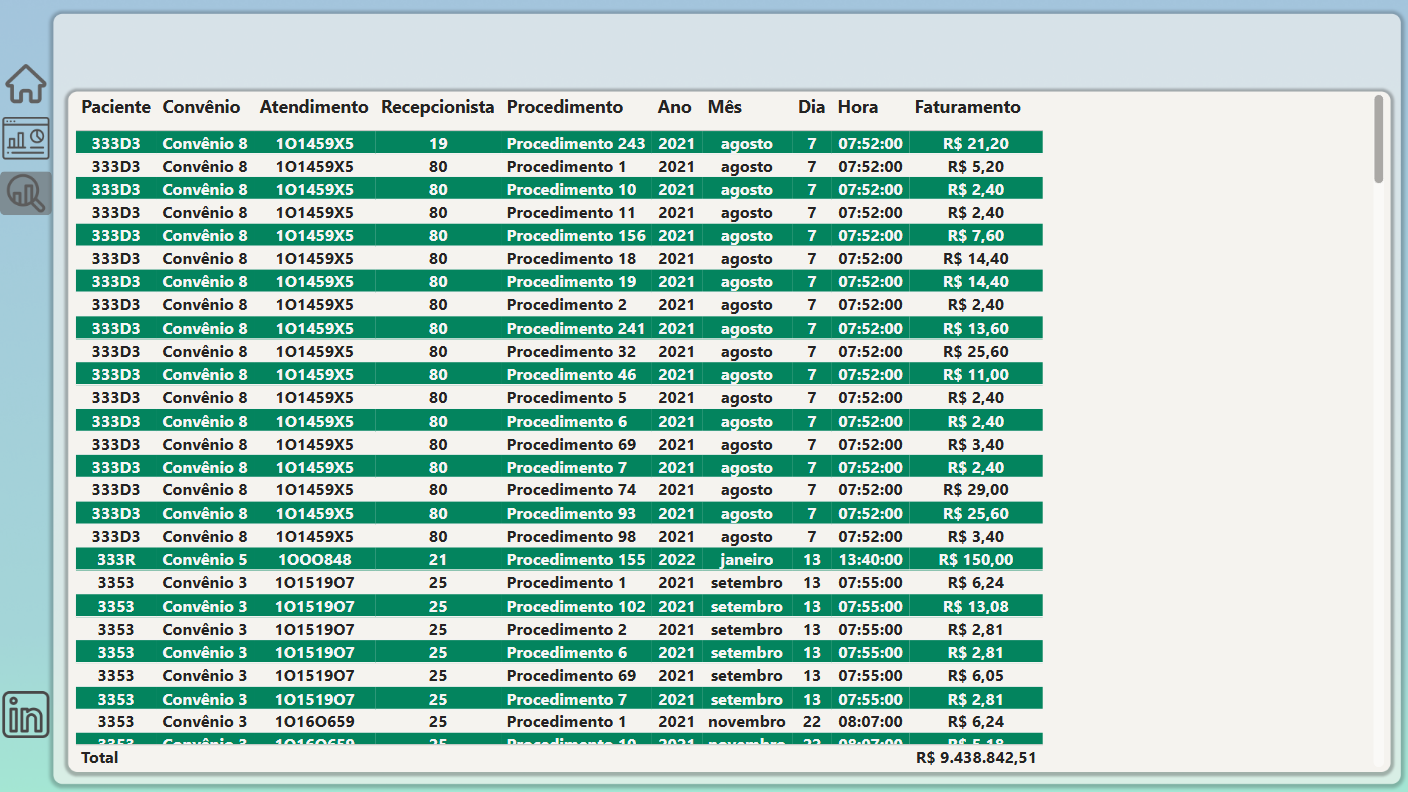 Paciente Convênio Atendimento Recepcionista Procedimento Ano Mês Dia Hora Faturamento
333D3 Convênio 8 1O1459X5 19 Procedimento 243 2021 agosto 7 07:52:00 R$ 21,20
333D3 Convênio 8 1O1459X5 80 Procedimento 1 2021 agosto 7 07:52:00 R$ 5,20
333D3 Convênio 8 1O1459X5 80 Procedimento 10 2021 agosto 7 07:52:00 R$ 2,40
333D3 Convênio 8 1O1459X5 80 Procedimento 11 2021 agosto 7 07:52:00 R$ 2,40
333D3 Convênio 8 1O1459X5 80 Procedimento 156 2021 agosto 7 07:52:00 R$ 7,60
333D3 Convênio 8 1O1459X5 80 Procedimento 18 2021 agosto 7 07:52:00 R$ 14,40
333D3 Convênio 8 1O1459X5 80 Procedimento 19 2021 agosto 7 07:52:00 R$ 14,40
333D3 Convênio 8 1O1459X5 80 Procedimento 2 2021 agosto 7 07:52:00 R$ 2,40
333D3 Convênio 8 1O1459X5 80 Procedimento 241 2021 agosto 7 07:52:00 R$ 13,60
333D3 Convênio 8 1O1459X5 80 Procedimento 32 2021 agosto 7 07:52:00 R$ 25,60
333D3 Convênio 8 1O1459X5 80 Procedimento 46 2021 agosto 7 07:52:00 R$ 11,00
333D3 Convênio 8 1O1459X5 80 Procedimento 5 2021 agosto 7 07:52:00 R$ 2,40
333D3 Convênio 8 1O1459X5 80 Procedimento 6 2021 agosto 7 07:52:00 R$ 2,40
333D3 Convênio 8 1O1459X5 80 Procedimento 69 2021 agosto 7 07:52:00 R$ 3,40
333D3 Convênio 8 1O1459X5 80 Procedimento 7 2021 agosto 7 07:52:00 R$ 2,40
333D3 Convênio 8 1O1459X5 80 Procedimento 74 2021 agosto 7 07:52:00 R$ 29,00
333D3 Convênio 8 1O1459X5 80 Procedimento 93 2021 agosto 7 07:52:00 R$ 25,60
333D3 Convênio 8 1O1459X5 80 Procedimento 98 2021 agosto 7 07:52:00 R$ 3,40
333R Convênio 5 1OOO848 21 Procedimento 155 2022 janeiro 13 13:40:00 R$ 150,00
3353 Convênio 3 1O1519O7 25 Procedimento 1 2021 setembro 13 07:55:00 R$ 6,24
3353 Convênio 3 1O1519O7 25 Procedimento 102 2021 setembro 13 07:55:00 R$ 13,08
3353 Convênio 3 1O1519O7 25 Procedimento 2 2021 setembro 13 07:55:00 R$ 2,81
3353 Convênio 3 1O1519O7 25 Procedimento 6 2021 setembro 13 07:55:00 R$ 2,81
3353 Convênio 3 1O1519O7 25 Procedimento 69 2021 setembro 13 07:55:00 R$ 6,05
3353 Convênio 3 1O1519O7 25 Procedimento 7 2021 setembro 13 07:55:00 R$ 2,81
3353 Convênio 3 1O16O659 25 Procedimento 1 2021 novembro 22 08:07:00 R$ 6,24
3353 Convênio 3 1O16O659 25 Procedimento 10 2021 novembro 22 08:07:00 R$ 5,18
Total R$ 9.438.842,51
in